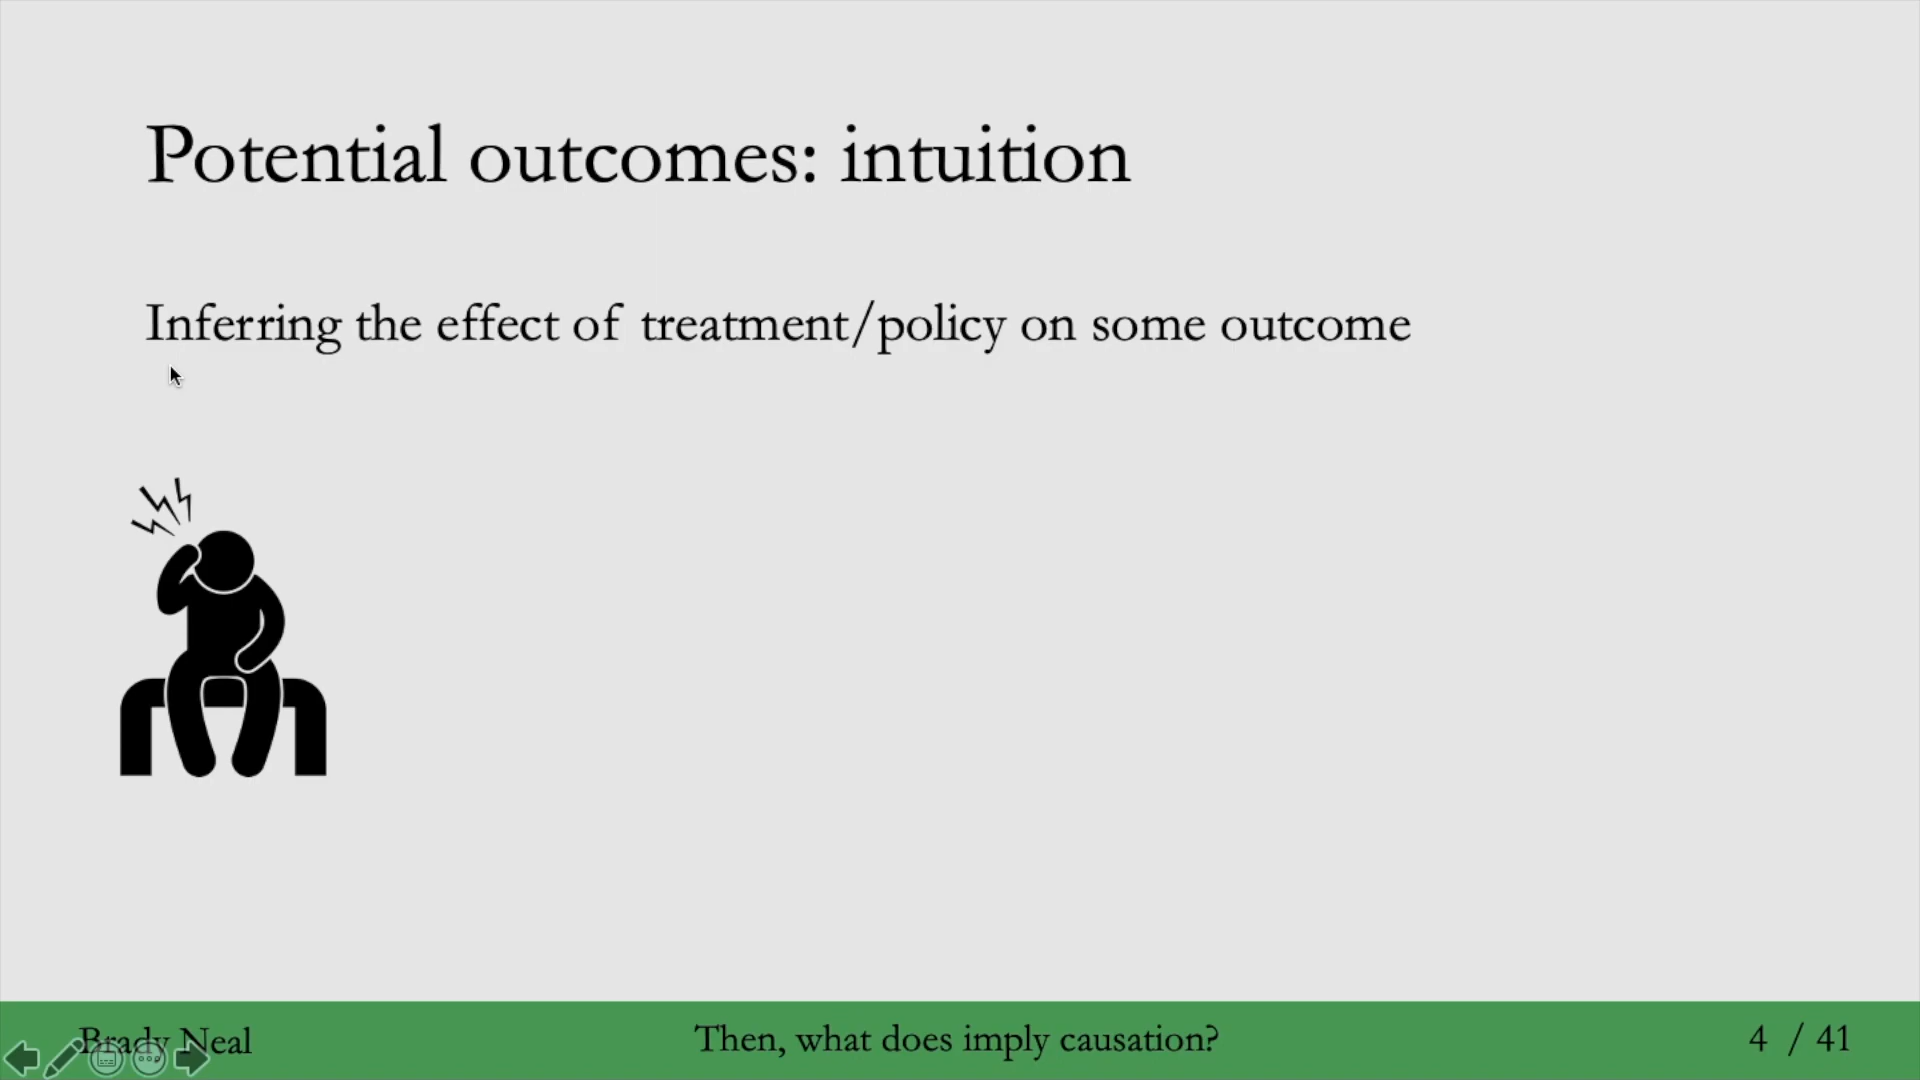 Potential outcomes: intuition
Inferring the effect of treatment/policy on some outcome
Brady Neal
Then, what does imply causation?
4 / 41